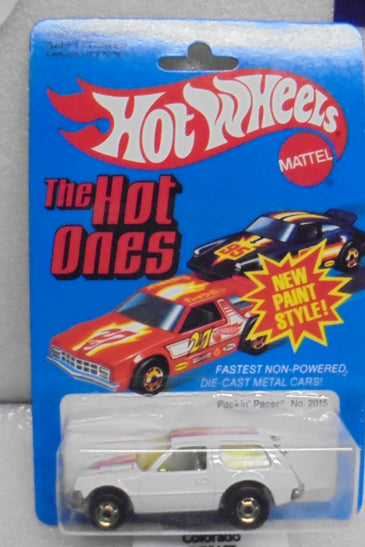 HOT WHEELS
MATTEL
The Hot
Ones
NEW
PAINT
STYLE!
FASTEST NON-POWERED,
DIE-CAST METAL CARS!
Packin' Pacer® No. 2015
Colorado